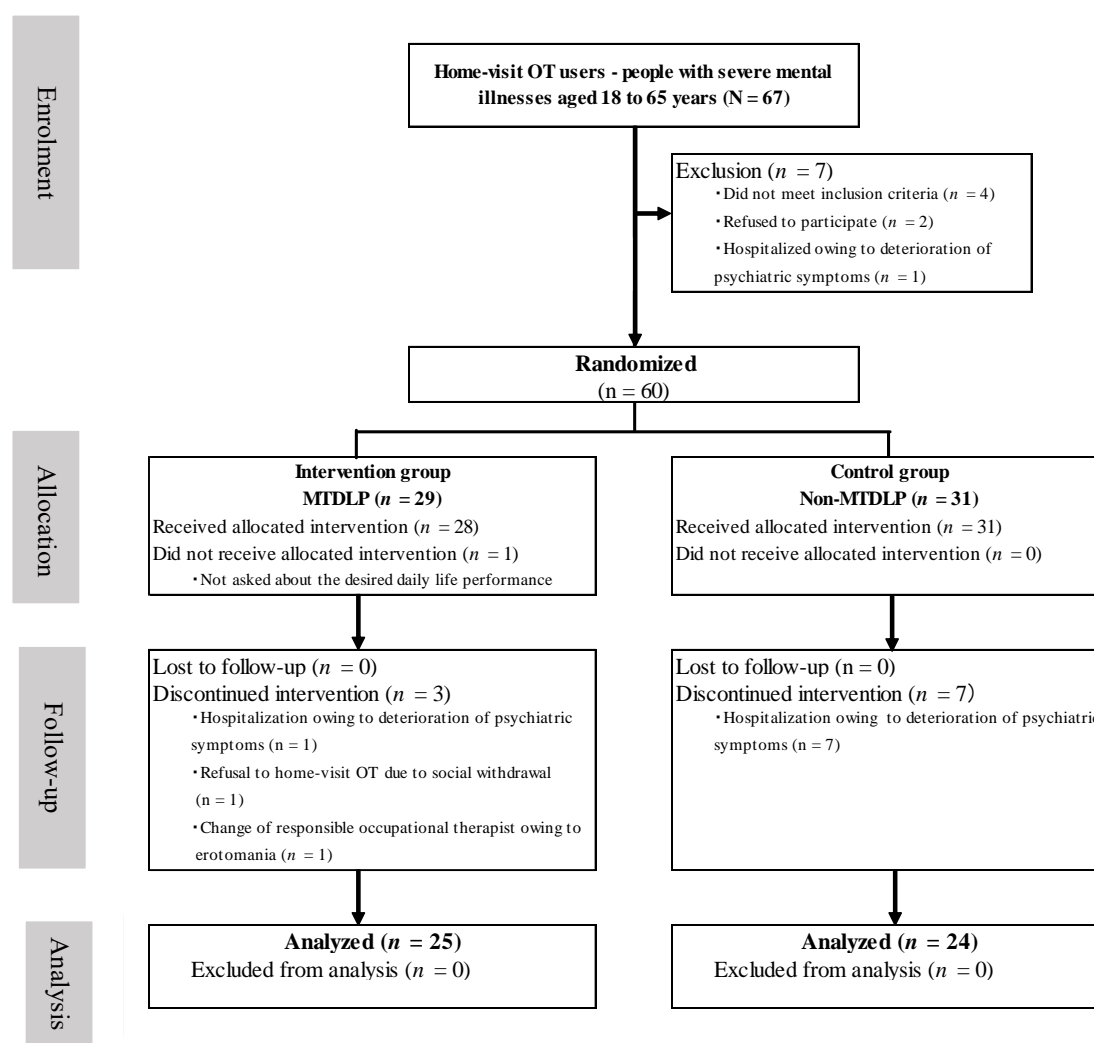 Enrolment
Home-visit OT users - people with severe mental
illnesses aged 18 to 65 years (N = 67)
Exclusion (n = 7)
・Did not meet inclusion criteria (n = 4)
・Refused to participate (n = 2)
・Hospitalized owing to deterioration of
psychiatric symptoms (n = 1)
Randomized
(n = 60)
Allocation
Intervention group
MTDLP (n = 29)
Received allocated intervention (n = 28)
Did not receive allocated intervention (n = 1)
・Not asked about the desired daily life performance
Control group
Non-MTDLP (n = 31)
Received allocated intervention (n = 31)
Did not receive allocated intervention (n = 0)
Follow-up
Lost to follow-up (n = 0)
Discontinued intervention (n = 3)
・Hospitalization owing to deterioration of psychiatric
symptoms (n = 1)
・Refusal to home-visit OT due to social withdrawal
(n = 1)
・Change of responsible occupational therapist owing to
erotomania (n = 1)
Lost to follow-up (n = 0)
Discontinued intervention (n = 7）
・Hospitalization owing to deterioration of psychiatric
symptoms (n = 7)
Analysis
Analyzed (n = 25)
Excluded from analysis (n = 0)
Analyzed (n = 24)
Excluded from analysis (n = 0)